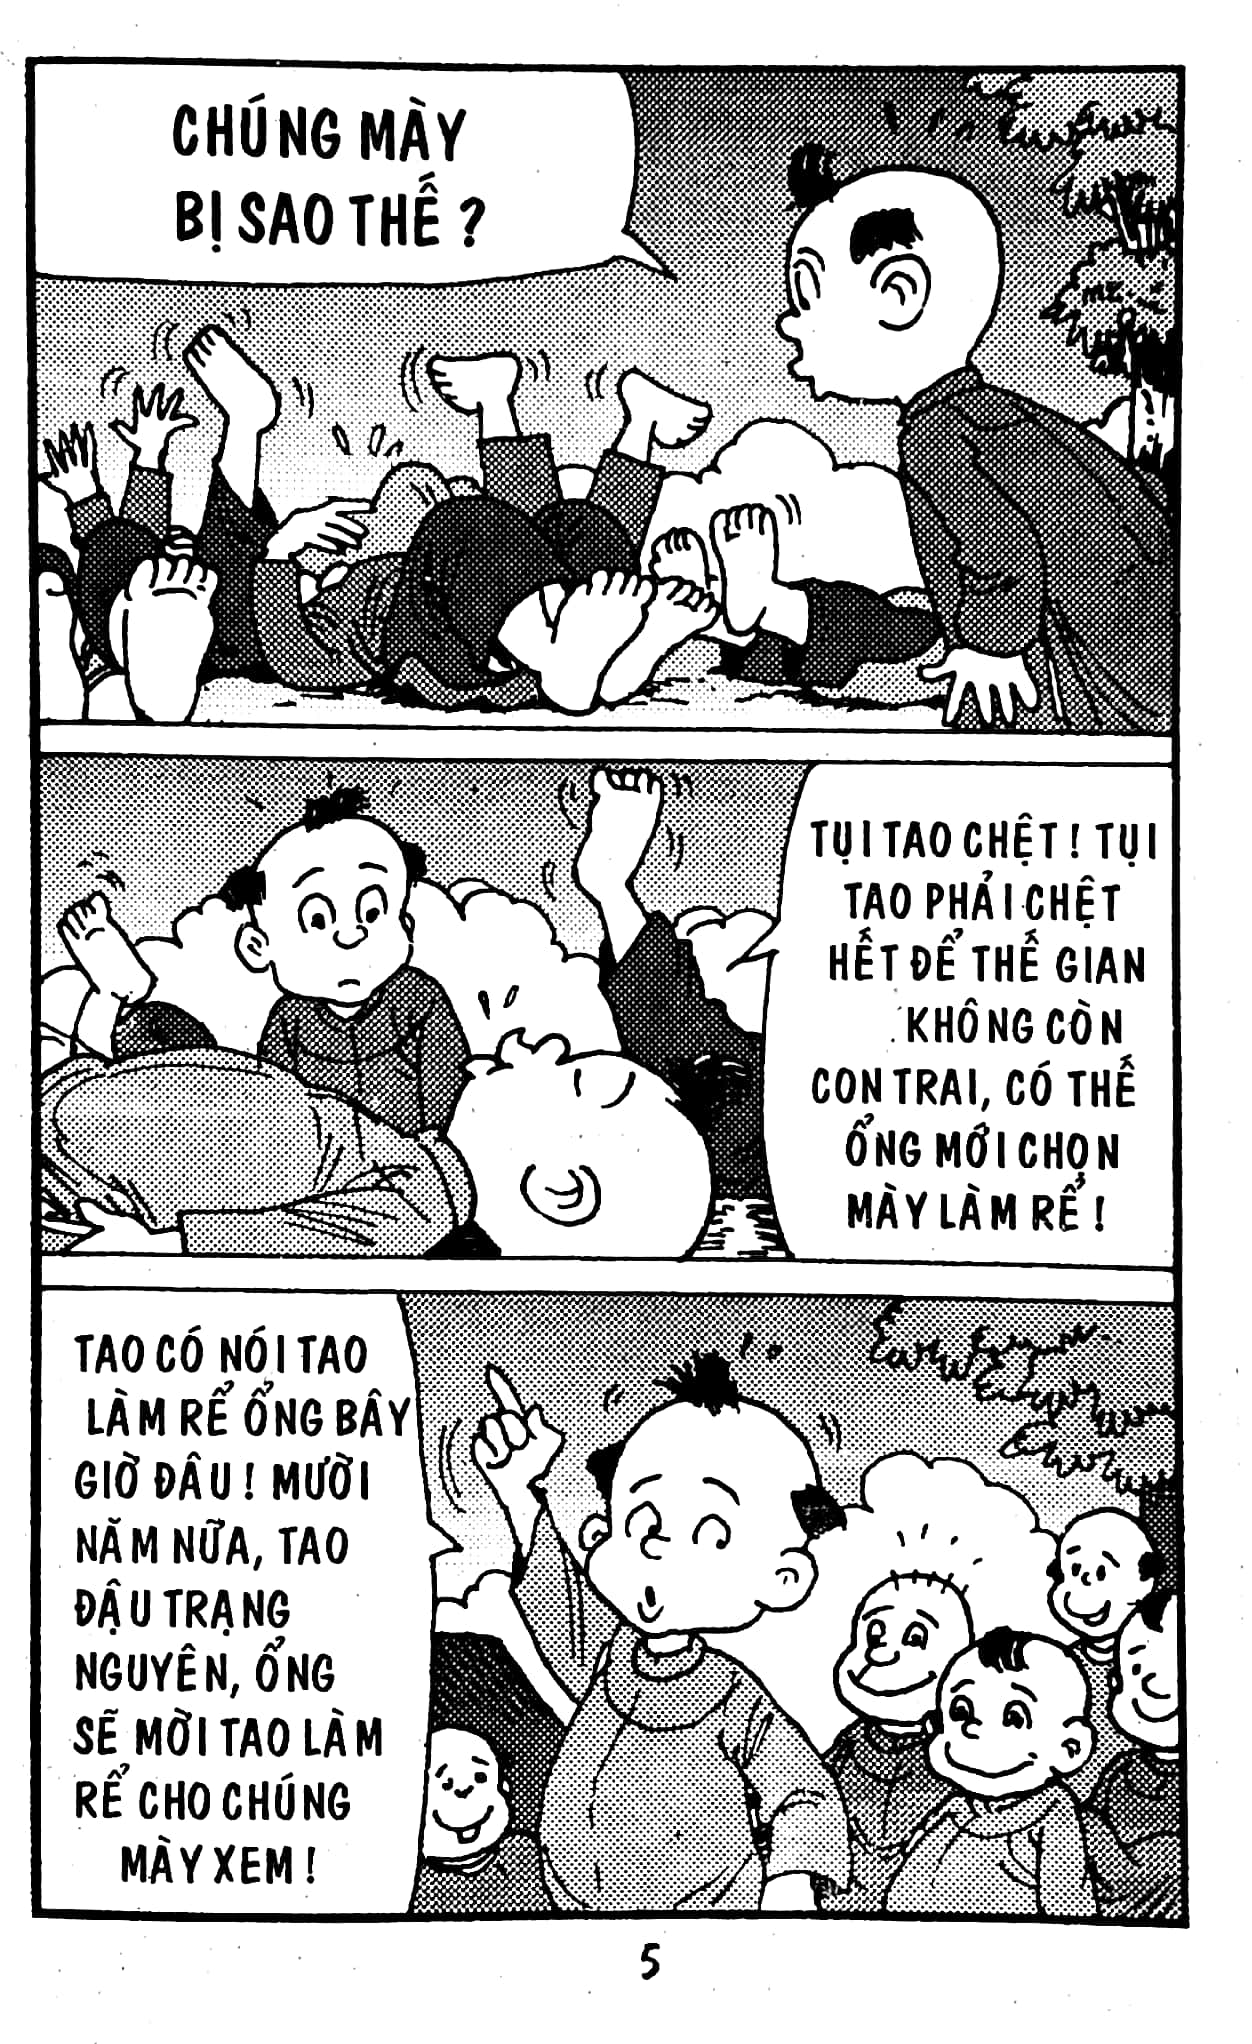 CHÚNG MÀY
BỊ SAO THẾ ?
TỤI TAO CHỆT ! TỤI
TAO PHẢI CHỆT
HẾT ĐỂ THẾ GIAN
KHÔNG CÒN
CON TRAI, CÓ THẾ
ỔNG MỚI CHỌN
MÀY LÀM RỂ !
TAO CÓ NÓI TAO
LÀM RỂ ỔNG BÂY
GIỜ ĐÂU ! MƯỜI
NĂM NỮA, TAO
ĐẬU TRẠNG
NGUYÊN, ỔNG
SẼ MỜI TAO LÀM
RỂ CHO CHÚNG
MÀY XEM !
5